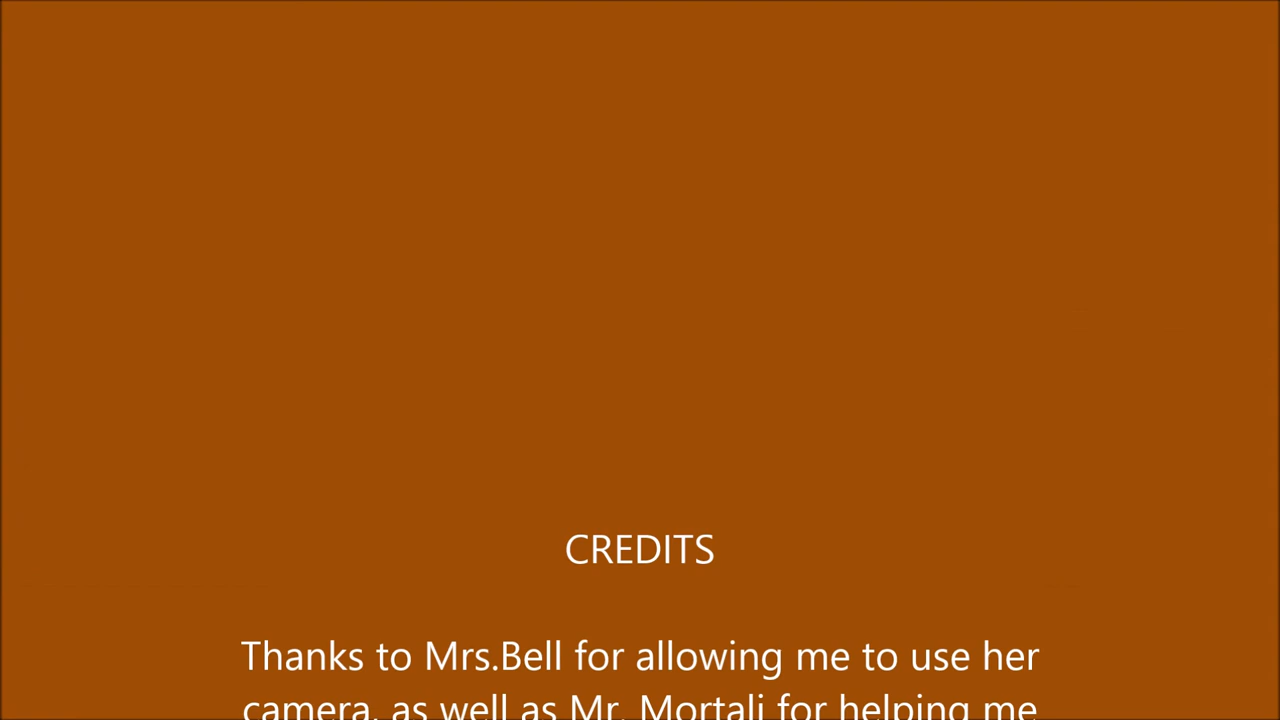 CREDITS
Thanks to Mrs.Bell for allowing me to use her
camera, as well as Mr. Mortali for helping me